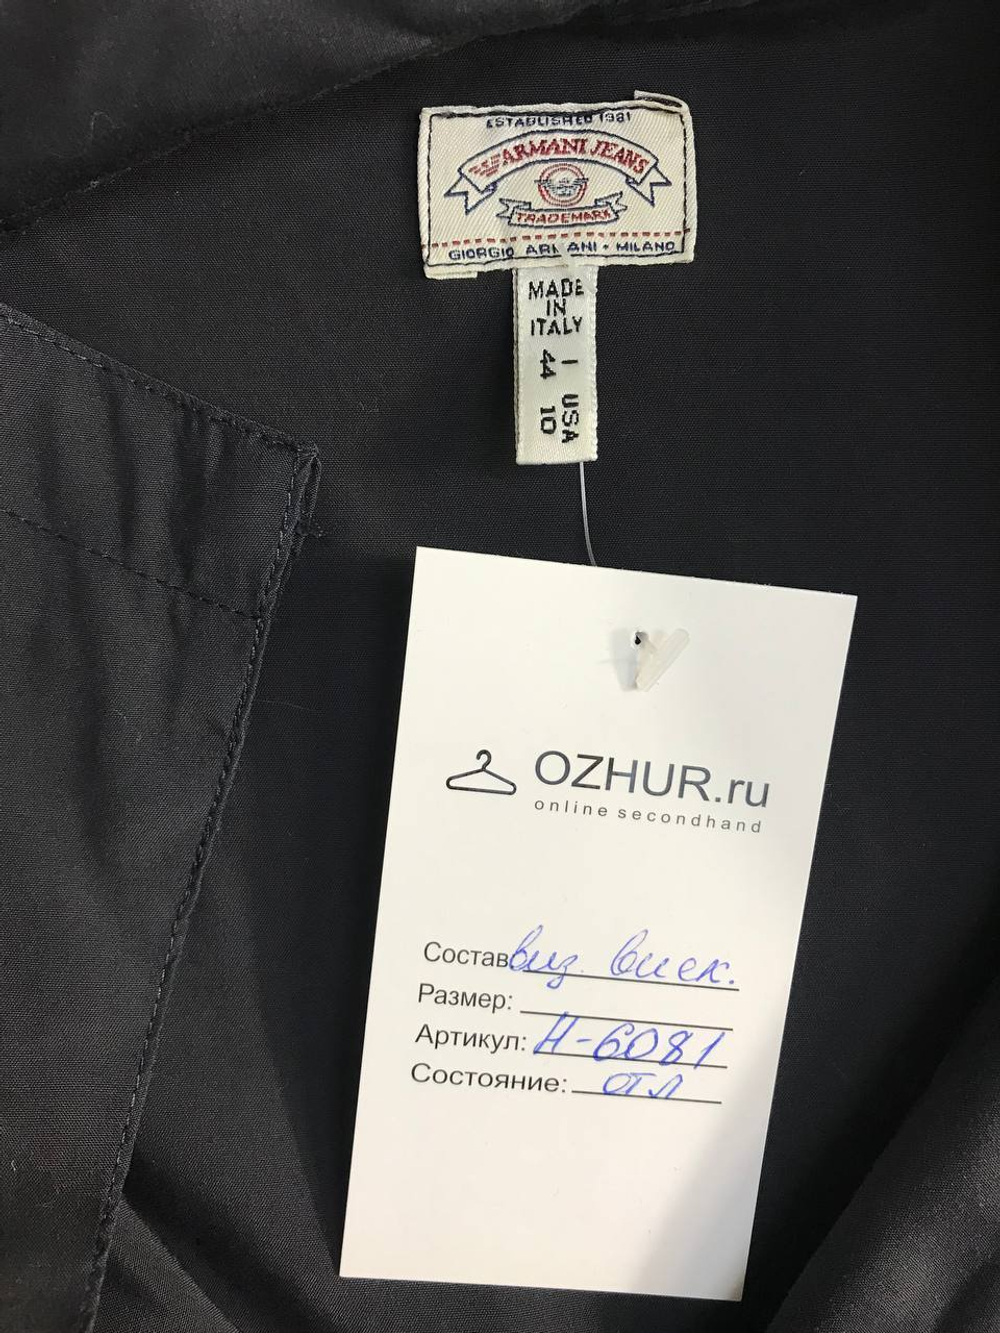 ESTABLISHED 1981
ARMANI JEANS
TRADEMARK
GIORGIO ARMANI • MILANO
MADE
IN
ITALY
I USA
44 10
OZHUR.ru
online secondhand
Состав виз. виск.
Размер:
Артикул: Н-6081
Состояние: отл